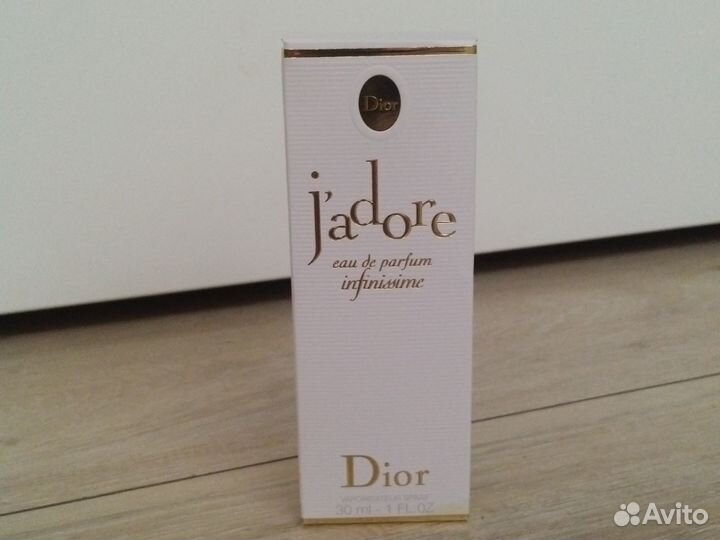 Dior
j'adore
eau de parfum
infinissime
Dior
VAPORISATEUR SPRAY
30 ml - 1 FL. OZ
Avito